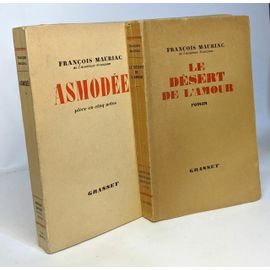 FRANÇOIS MAURIAC
de l'Académie Française
ASMODÉE
pièce en cinq actes
GRASSET
FRANÇOIS MAURIAC
de l'Académie Française
LE
DÉSERT
DE L'AMOUR
roman
GRASSET